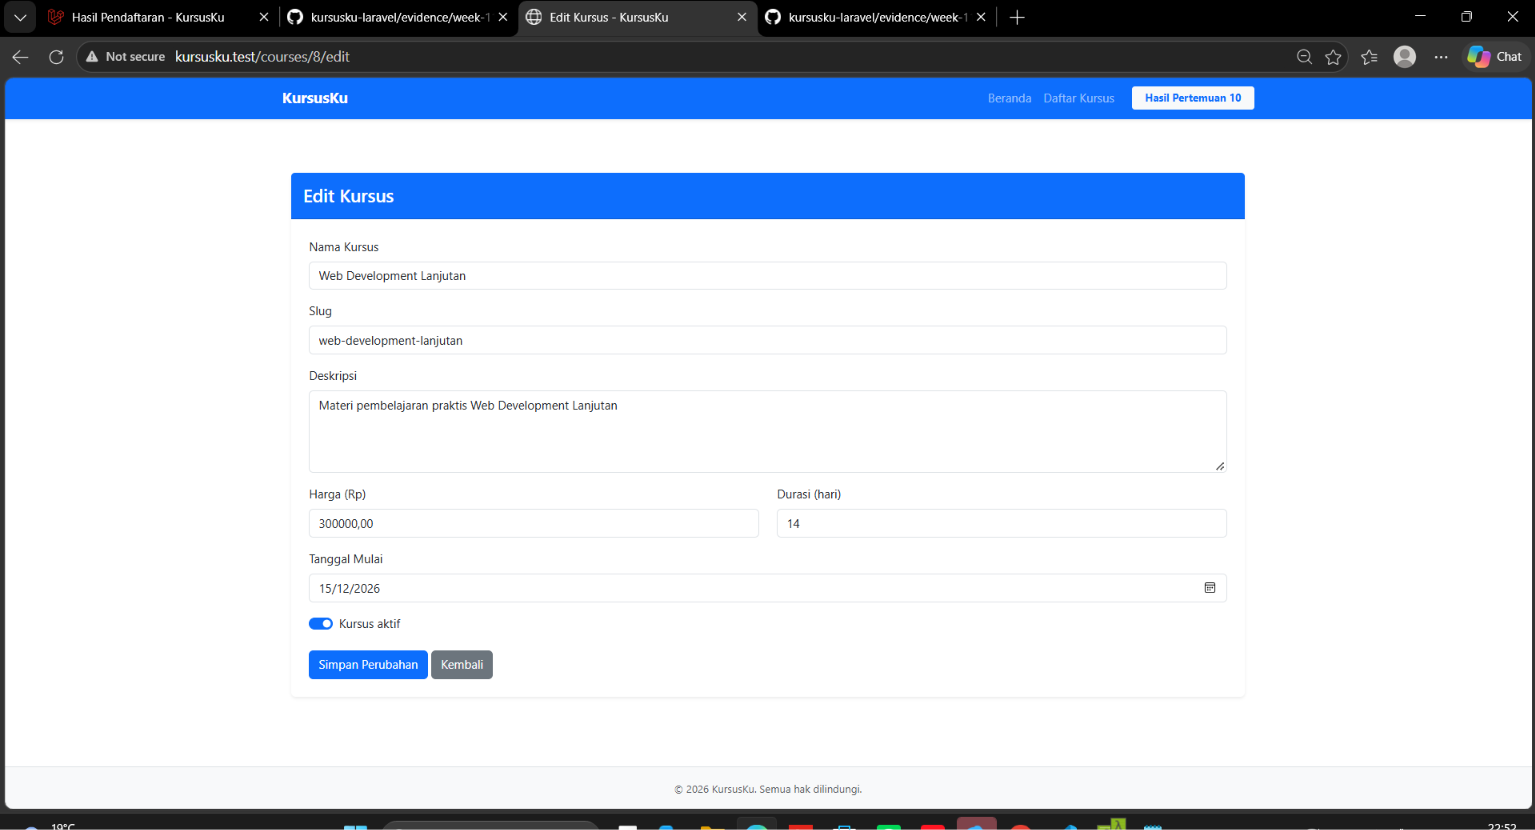 Hasil Pendaftaran - KursusKu
kursusku-laravel/evidence/week-1
Edit Kursus - KursusKu
kursusku-laravel/evidence/week-1
Not secure kursusku.test/courses/8/edit
Chat
KursusKu
Beranda Daftar Kursus Hasil Pertemuan 10
Edit Kursus
Nama Kursus
Web Development Lanjutan
Slug
web-development-lanjutan
Deskripsi
Materi pembelajaran praktis Web Development Lanjutan
Harga (Rp) Durasi (hari)
300000,00 14
Tanggal Mulai
15/12/2026
Kursus aktif
Simpan Perubahan Kembali
© 2026 KursusKu. Semua hak dilindungi.
19°C
22:52